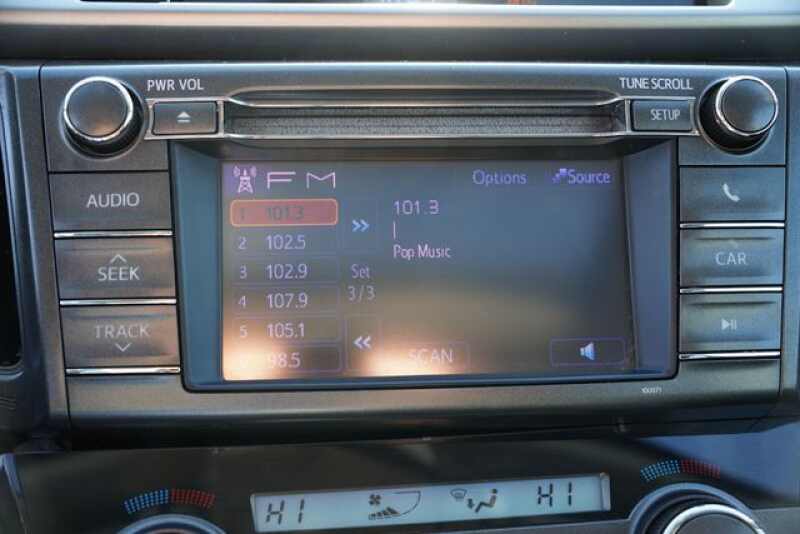 PWR VOL
TUNE SCROLL
SETUP
AUDIO
SEEK
TRACK
CAR
FM
Options
Source
1 101.3
2 102.5
3 102.9
4 107.9
5 105.1
98.5
Set
3/3
101.3
Pop Music
SCAN
100071
HI
HI